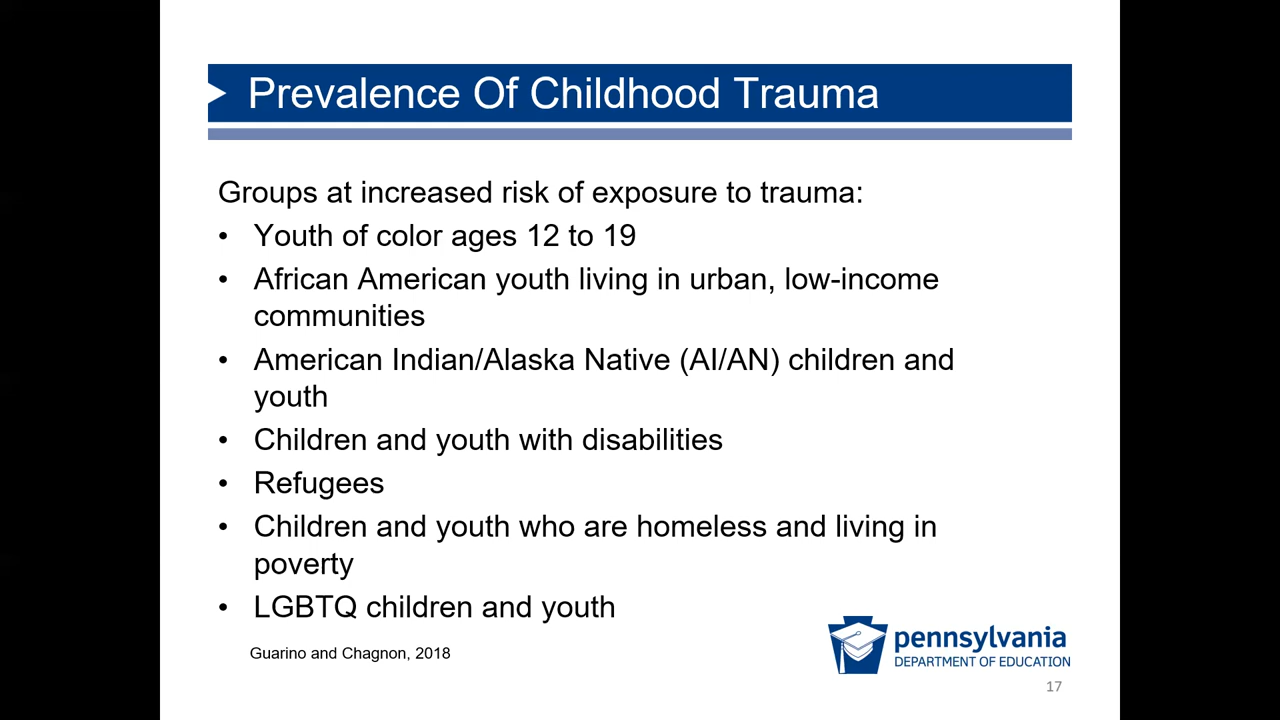 Prevalence Of Childhood Trauma
Groups at increased risk of exposure to trauma:
• Youth of color ages 12 to 19
• African American youth living in urban, low-income
communities
• American Indian/Alaska Native (AI/AN) children and
youth
• Children and youth with disabilities
• Refugees
• Children and youth who are homeless and living in
poverty
• LGBTQ children and youth
Guarino and Chagnon, 2018
pennsylvania
DEPARTMENT OF EDUCATION
17